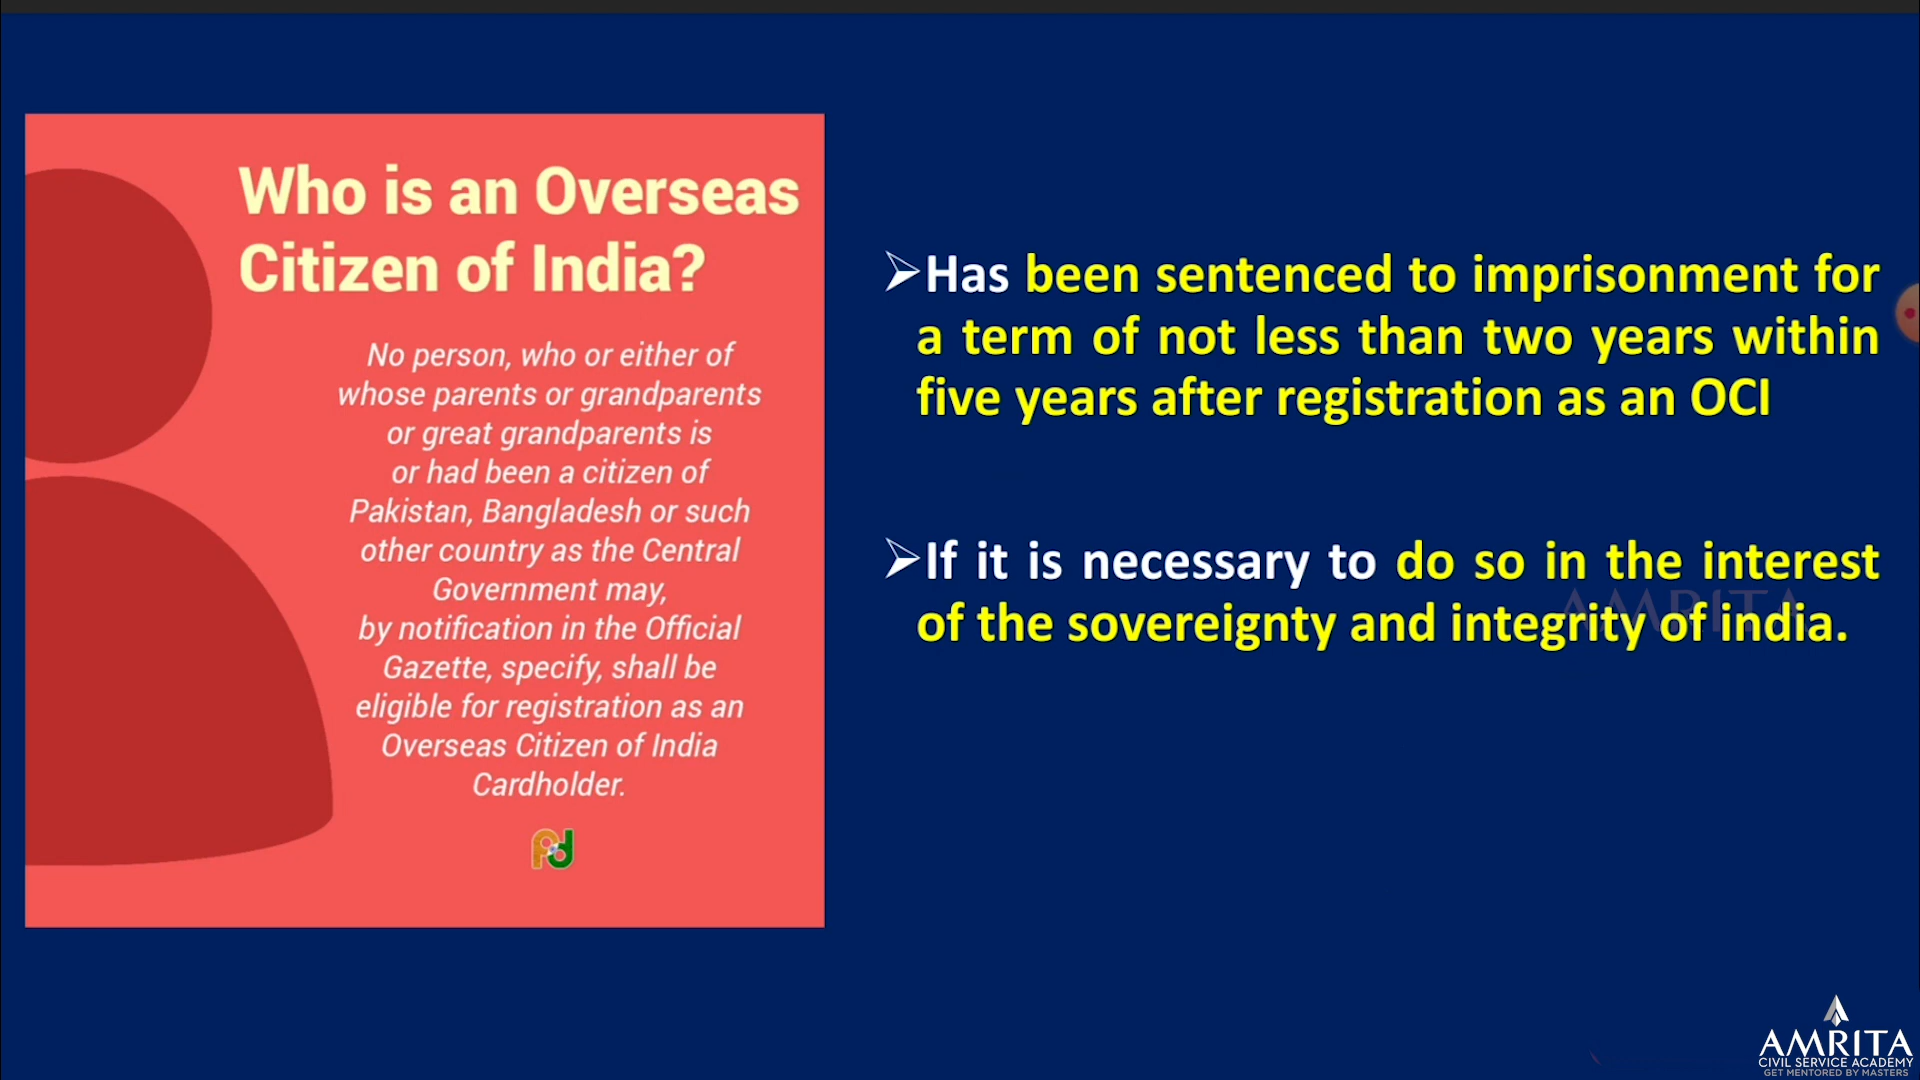 Who is an Overseas
Citizen of India?
No person, who or either of
whose parents or grandparents
or great grandparents is
or had been a citizen of
Pakistan, Bangladesh or such
other country as the Central
Government may,
by notification in the Official
Gazette, specify, shall be
eligible for registration as an
Overseas Citizen of India
Cardholder.
Pd
➢Has been sentenced to imprisonment for
a term of not less than two years within
five years after registration as an OCI
➢If it is necessary to do so in the interest
of the sovereignty and integrity of india.
AMRITA
AMRITA
CIVIL SERVICE ACADEMY
GET MENTORED BY MASTERS